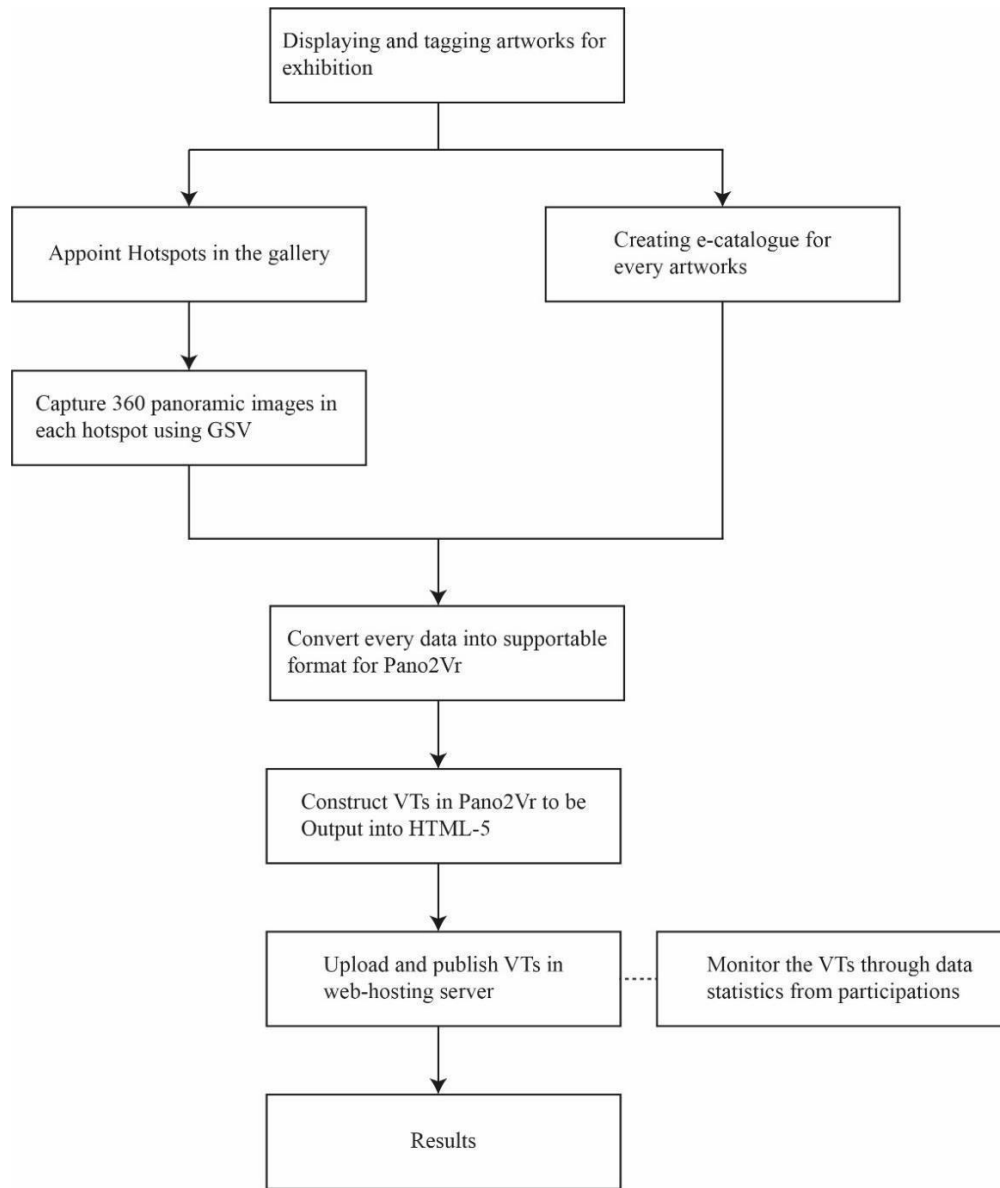 Displaying and tagging artworks for
exhibition
Appoint Hotspots in the gallery
Creating e-catalogue for
every artworks
Capture 360 panoramic images in
each hotspot using GSV
Convert every data into supportable
format for Pano2Vr
Construct VTs in Pano2Vr to be
Output into HTML-5
Upload and publish VTs in
web-hosting server
Monitor the VTs through data
statistics from participations
Results